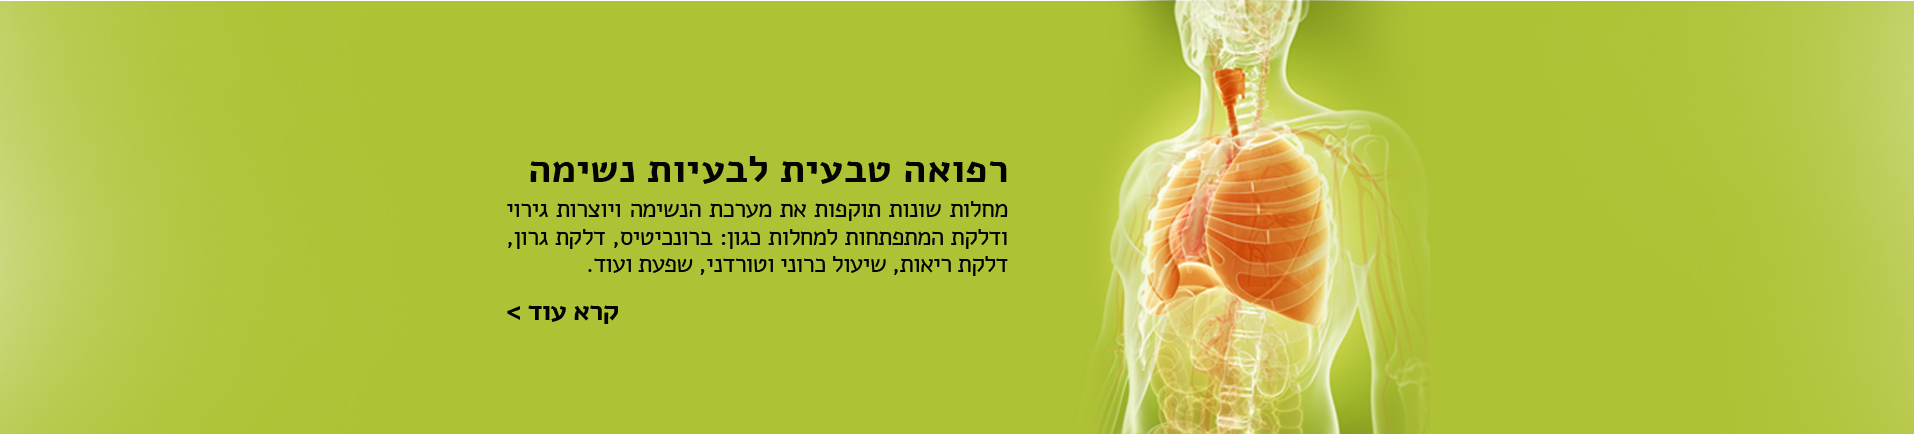 רפואה טבעית לבעיות נשימה
מחלות שונות תוקפות את מערכת הנשימה ויוצרות גירוי
ודלקת המתפתחות למחלות כגון: ברונכיטיס, דלקת גרון,
דלקת ריאות, שיעול כרוני וטורדני, שפעת ועוד.
קרא עוד >